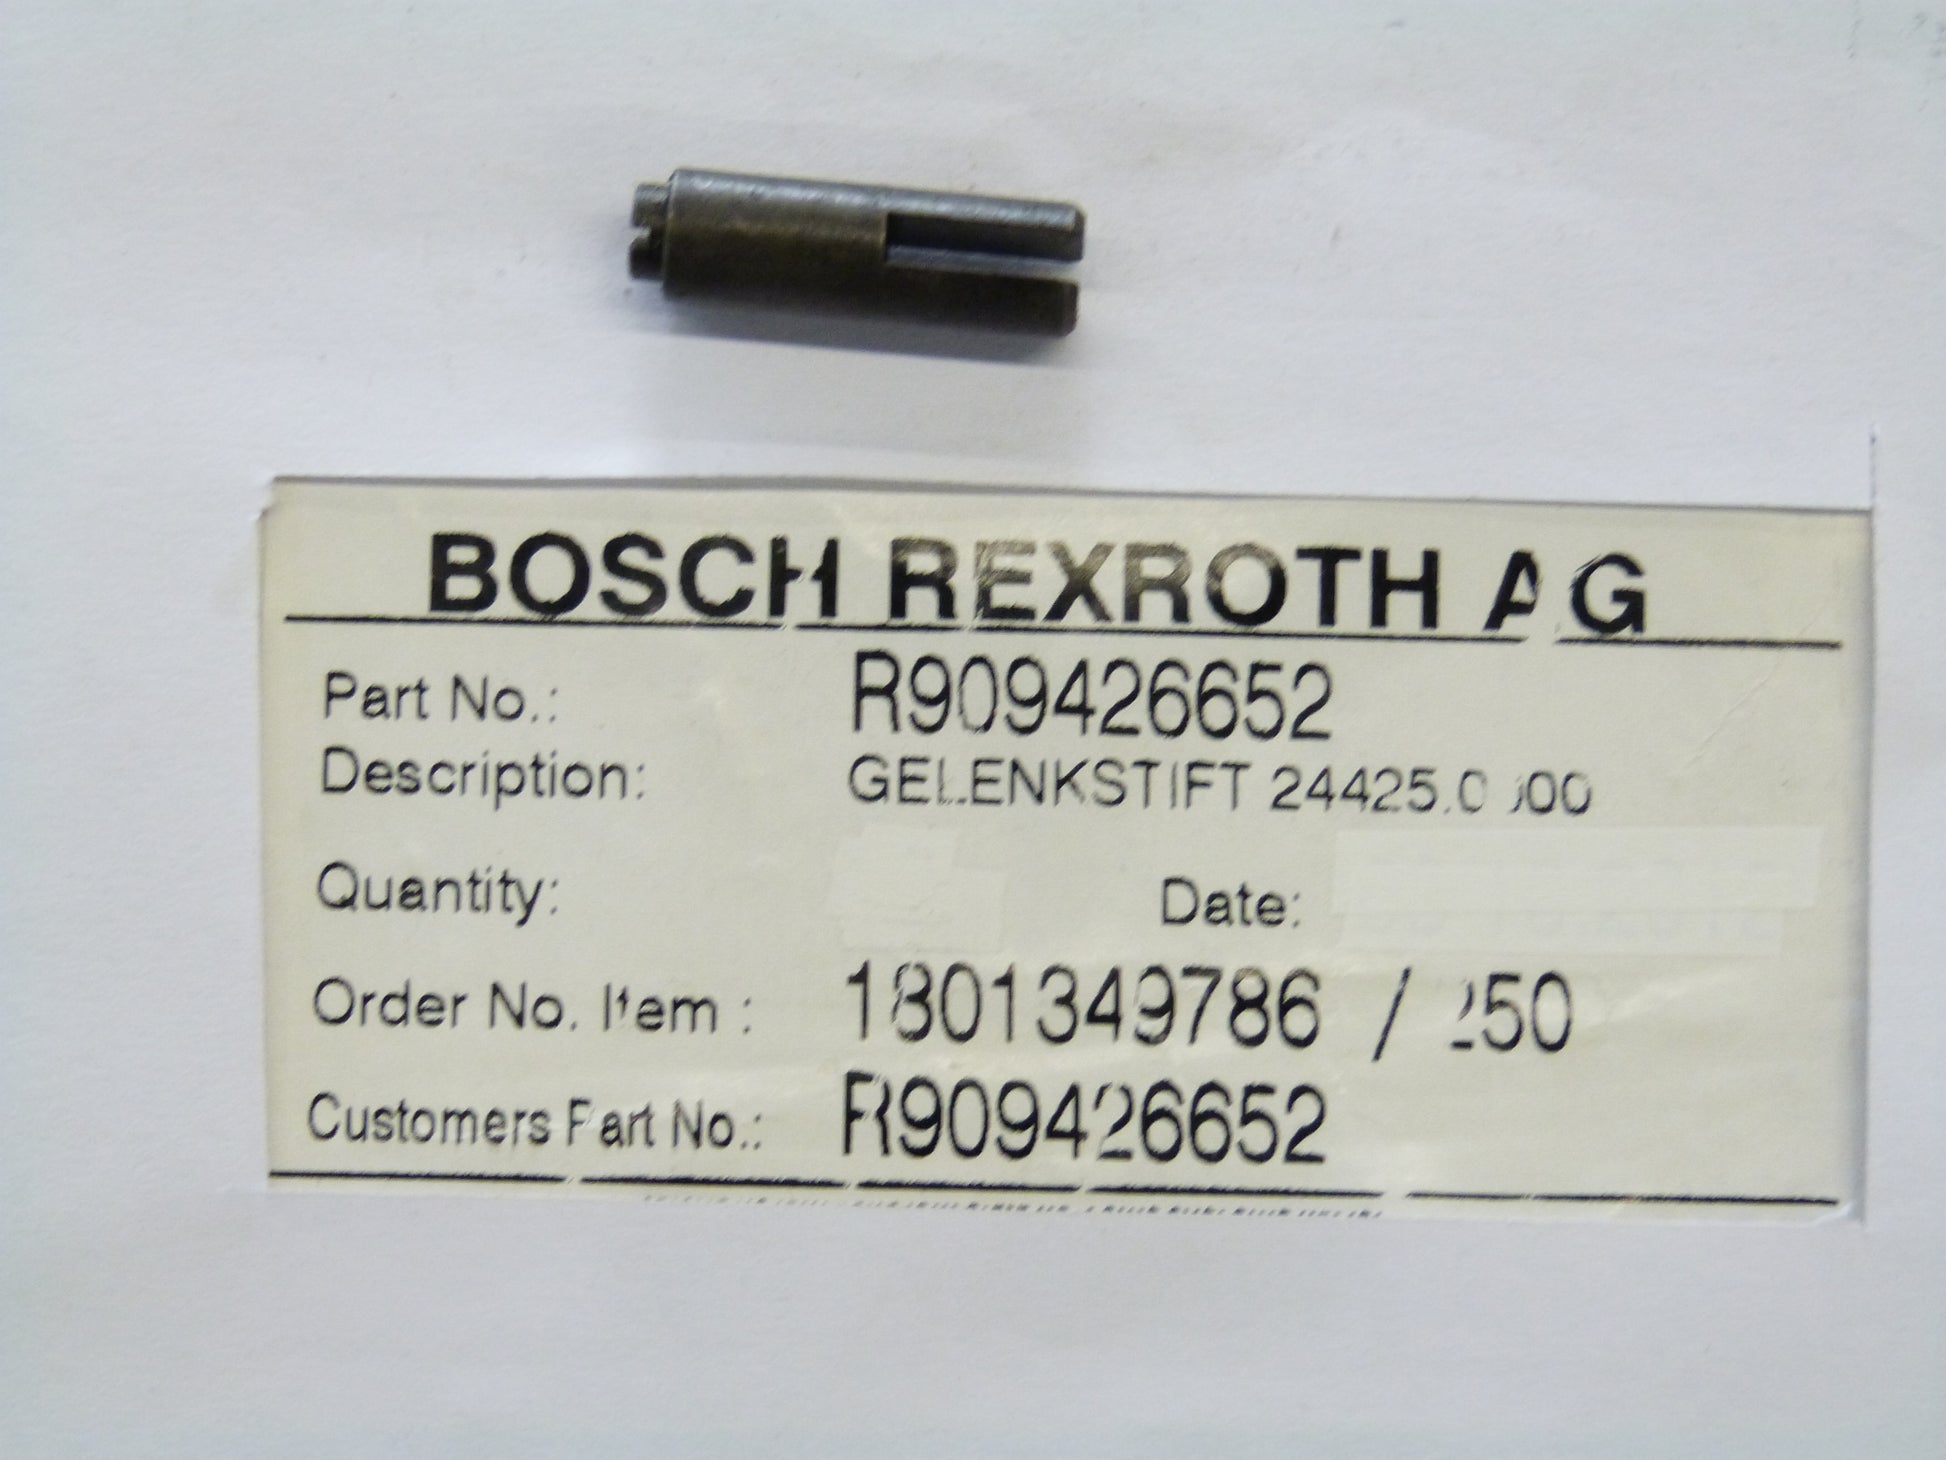 BOSCH REXROTH AG
Part No.: R909426652
Description: GELENKSTIFT
Quantity: Date:
Order No. Item : 1801349786 /
Customers Part No.: R909426652